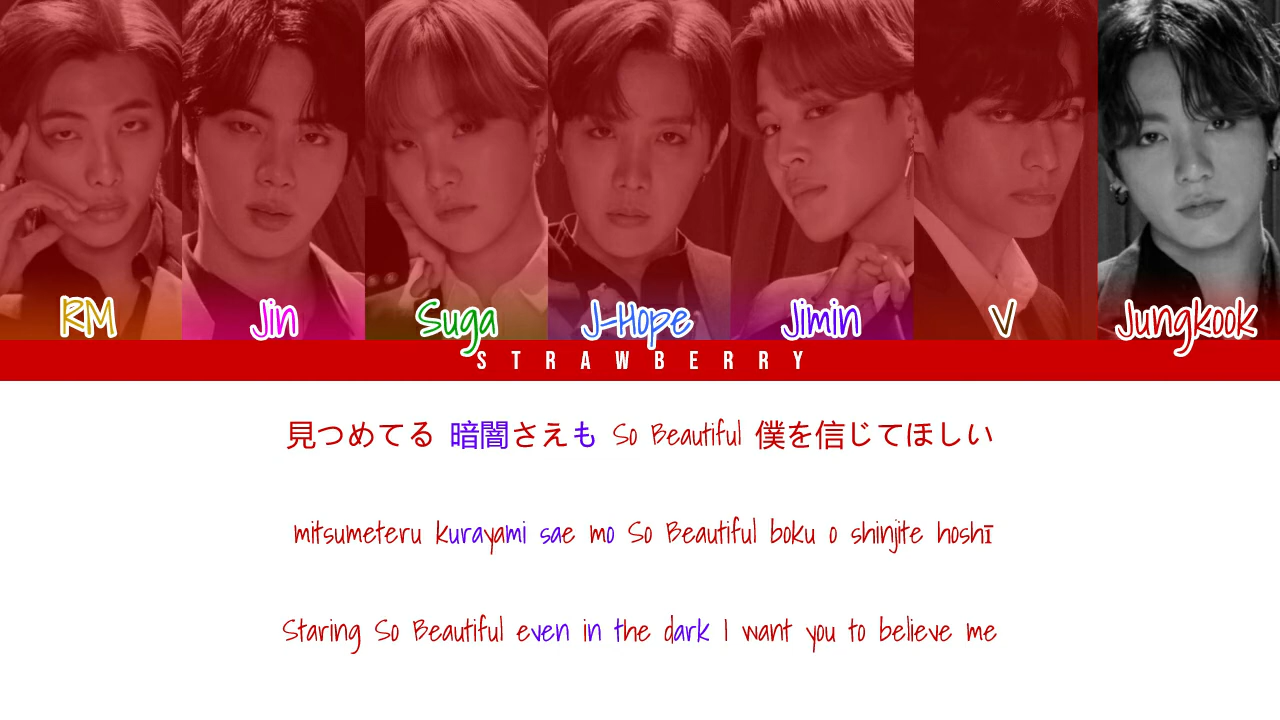 RM Jin Suga J-Hope Jimin V Jungkook
STRAWBERRY
見つめてる 暗闇さえも So Beautiful 僕を信じてほしい
mitsumeteru kurayami sae mo So Beautiful boku o shinjite hoshī
Staring So Beautiful even in the dark I want you to believe me